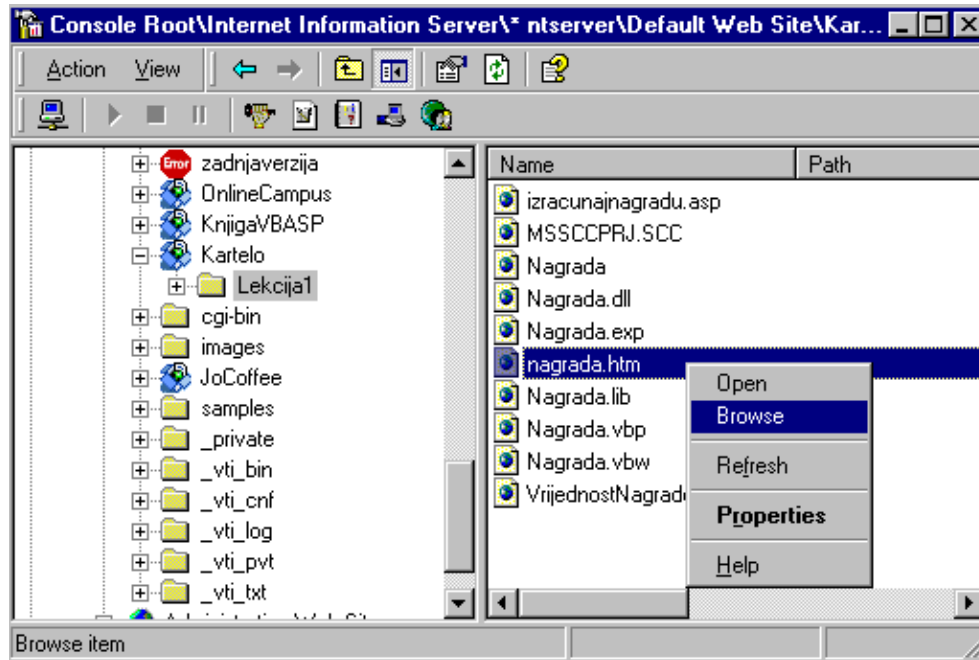 Console Root\Internet Information Server\* ntserver\Default Web Site\Kar...
Action View
Error zadnjaverzija
OnlineCampus
KnjigaVBASP
Kartelo
Lekcija1
cgi-bin
images
JoCoffee
samples
_private
_vti_bin
_vti_cnf
_vti_log
_vti_pvt
_vti_txt
Name Path
izracunajnagradu.asp
MSSCCPRJ.SCC
Nagrada
Nagrada.dll
Nagrada.exp
nagrada.htm
Nagrada.lib
Nagrada.vbp
Nagrada.vbw
Open
Browse
Refresh
Properties
Help
Browse item